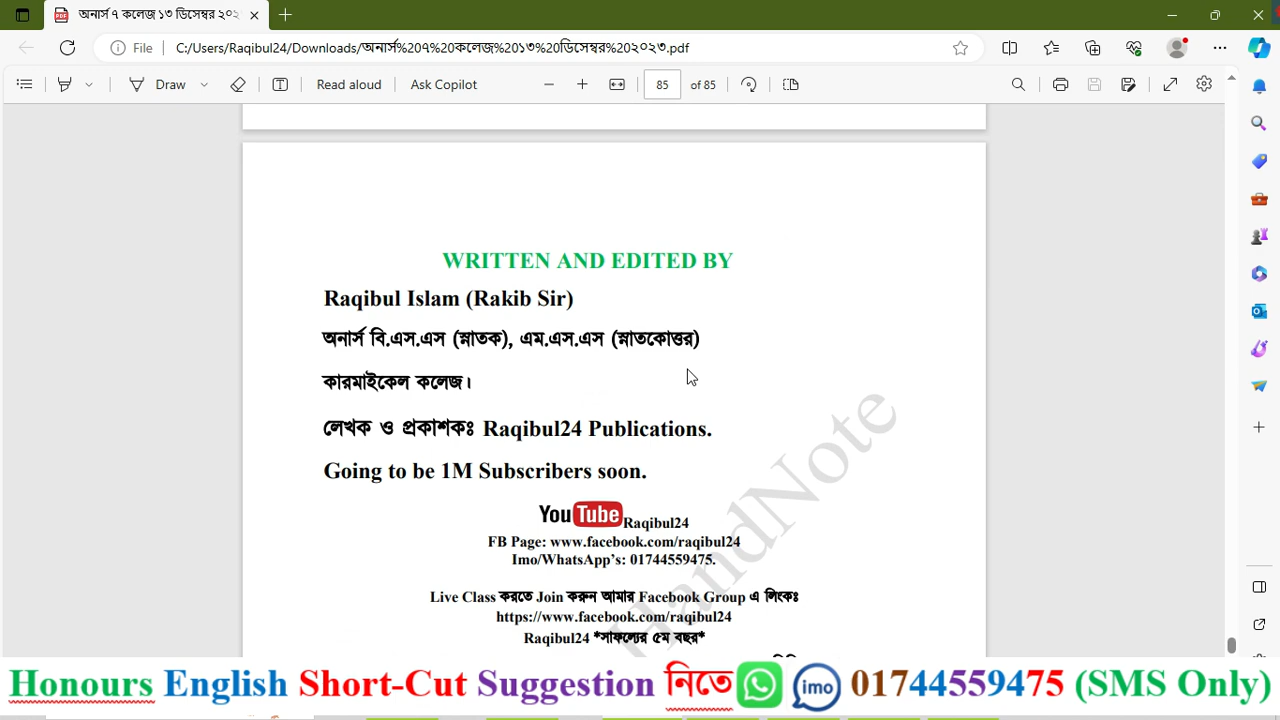 অনার্স ৭ কলেজ ১৩ ডিসেম্বর ২০২
File C:/Users/Raqibul24/Downloads/অনার্স%20৭%20কলেজ%20১৩%20ডিসেম্বর%20২০২৩.pdf
Draw Read aloud Ask Copilot 85 of 85
WRITTEN AND EDITED BY
Raqibul Islam (Rakib Sir)
অনার্স বি.এস.এস (স্নাতক), এম.এস.এস (স্নাতকোত্তর)
কারমাইকেল কলেজ।
লেখক ও প্রকাশকঃ Raqibul24 Publications.
Going to be 1M Subscribers soon.
YouTube Raqibul24
FB Page: www.facebook.com/raqibul24
Imo/WhatsApp's: 01744559475.
Live Class করতে Join করুন আমার Facebook Group এ লিংকঃ
https://www.facebook.com/raqibul24
Raqibul24 *সাফল্যের ৫ম বছর*
HandNote
Honours English Short-Cut Suggestion নিতে imo 01744559475 (SMS Only)